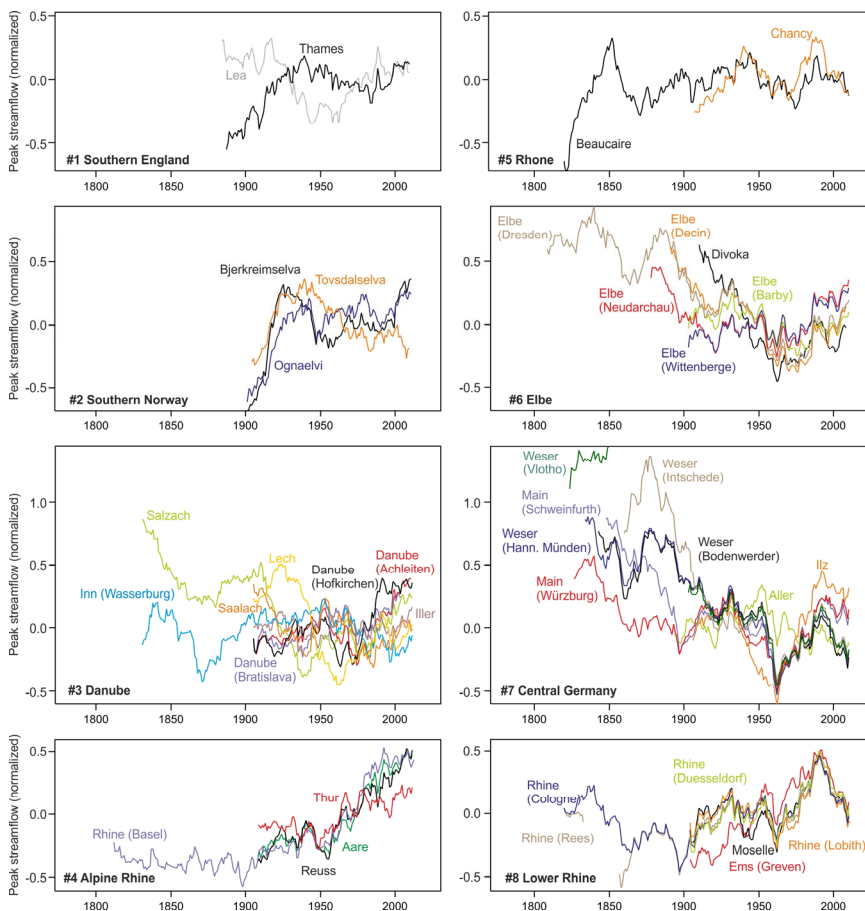 0.5
0.0
-0.5
Peak streamflow (normalized)
Thames
Lea
#1 Southern England
1800
1850
1900
1950
2000
0.5
0.0
-0.5
Chancy
Beaucaire
#5 Rhone
1800
1850
1900
1950
2000
0.5
0.0
-0.5
Peak streamflow (normalized)
Bjerkreimselva
Tovsdalselva
Ognaelvi
#2 Southern Norway
1800
1850
1900
1950
2000
0.5
0.0
-0.5
Elbe
(Dresden)
Elbe
(Decin)
Divoka
Elbe
(Neudarchau)
Elbe
(Barby)
Elbe
(Wittenberge)
#6 Elbe
1800
1850
1900
1950
2000
1.0
0.5
0.0
-0.5
Peak streamflow (normalized)
Salzach
Lech
Danube
(Hofkirchen)
Danube
(Achleiten)
Inn (Wasserburg)
Saalach
Iller
Danube
(Bratislava)
#3 Danube
1800
1850
1900
1950
2000
1.0
0.5
0.0
-0.5
Weser
(Vlotho)
Weser
(Intschede)
Main
(Schweinfurth)
Weser
(Hann. Münden)
Weser
(Bodenwerder)
Main
(Würzburg)
Ilz
Aller
#7 Central Germany
1800
1850
1900
1950
2000
0.5
0.0
-0.5
Peak streamflow (normalized)
Thur
Rhine (Basel)
Aare
Reuss
#4 Alpine Rhine
1800
1850
1900
1950
2000
0.5
0.0
-0.5
Rhine
(Cologne)
Rhine
(Duesseldorf)
Rhine (Rees)
Moselle
Rhine (Lobith)
Ems (Greven)
#8 Lower Rhine
1800
1850
1900
1950
2000